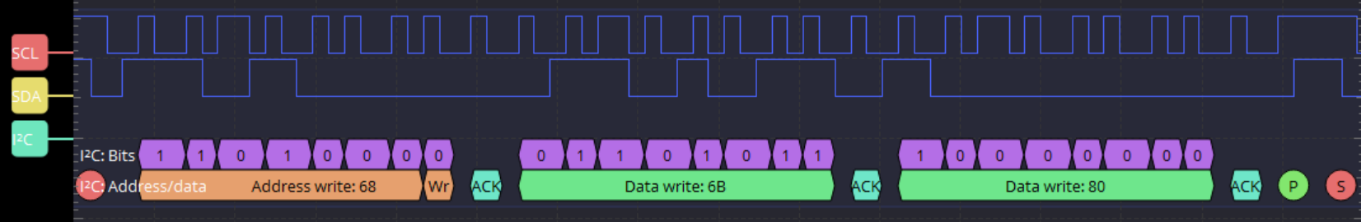 SCL
SDA
I²C
I²C: Bits 1 1 0 1 0 0 0 0 0 1 1 0 1 0 1 1 1 0 0 0 0 0 0 0
I²C: Address/data Address write: 68 Wr ACK Data write: 6B ACK Data write: 80 ACK P S